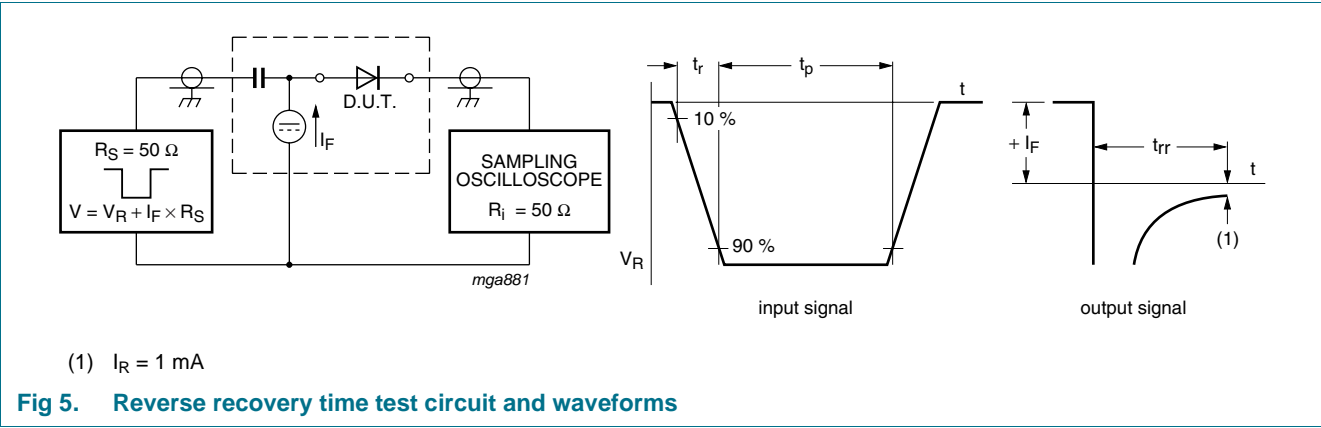 D.U.T.
I_F
R_S = 50 Ω
V = V_R + I_F × R_S
SAMPLING
OSCILLOSCOPE
R_i = 50 Ω
mga881
t_r
t_p
t
10 %
90 %
V_R
input signal
+ I_F
t_rr
t
(1)
output signal
(1) I_R = 1 mA
Fig 5. Reverse recovery time test circuit and waveforms